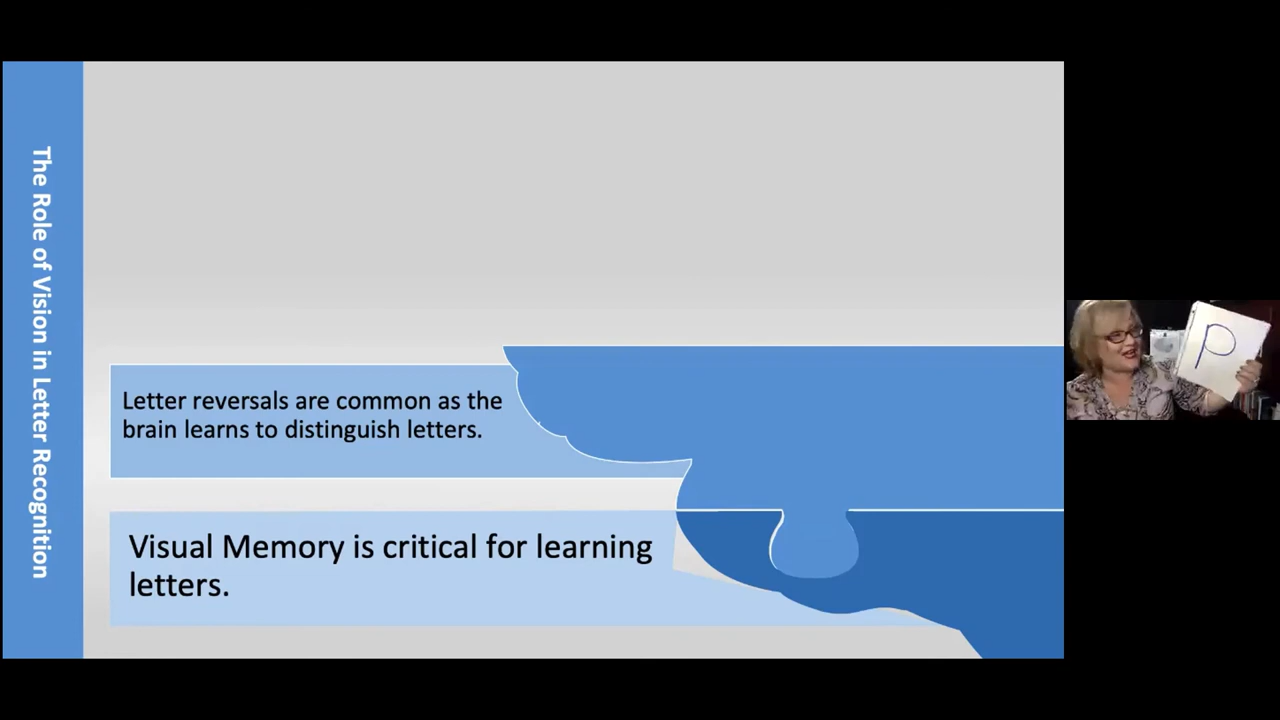 The Role of Vision in Letter Recognition
Letter reversals are common as the
brain learns to distinguish letters.
Visual Memory is critical for learning
letters.
P